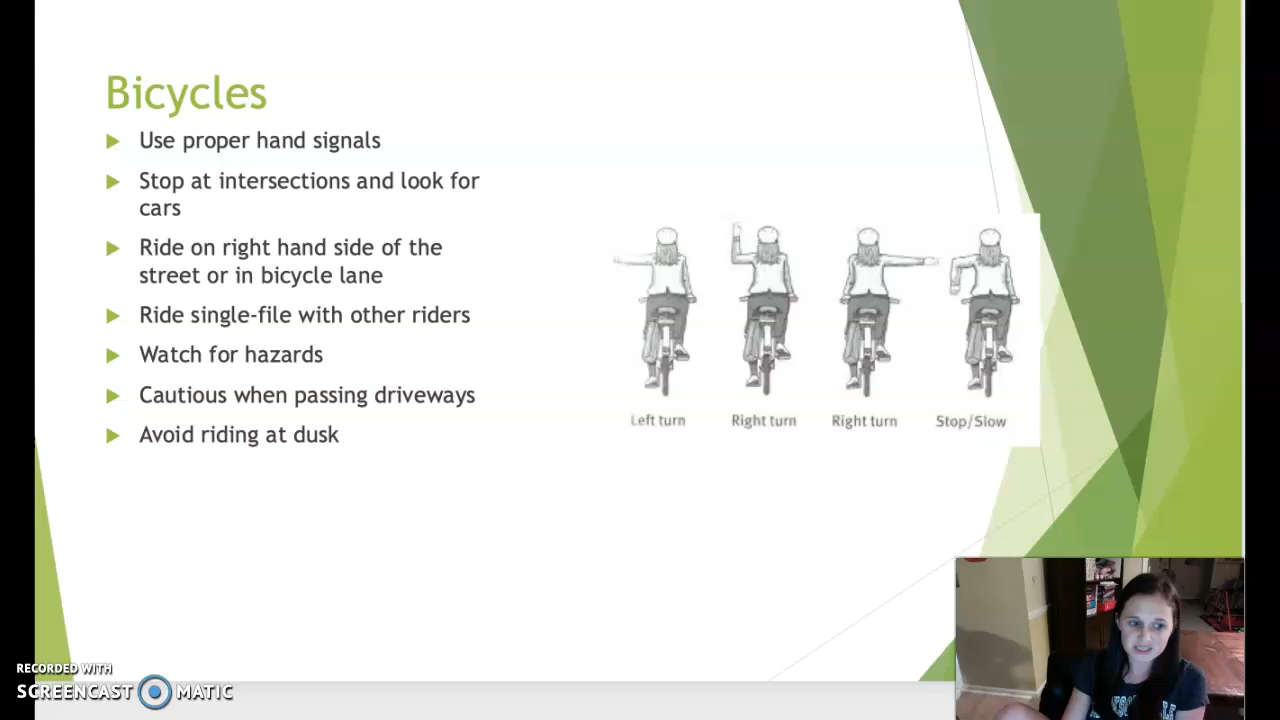 Bicycles
Use proper hand signals
Stop at intersections and look for
cars
Ride on right hand side of the
street or in bicycle lane
Ride single-file with other riders
Watch for hazards
Cautious when passing driveways
Avoid riding at dusk
Left turn
Right turn
Right turn
Stop/Slow
RECORDED WITH
SCREENCAST MATIC